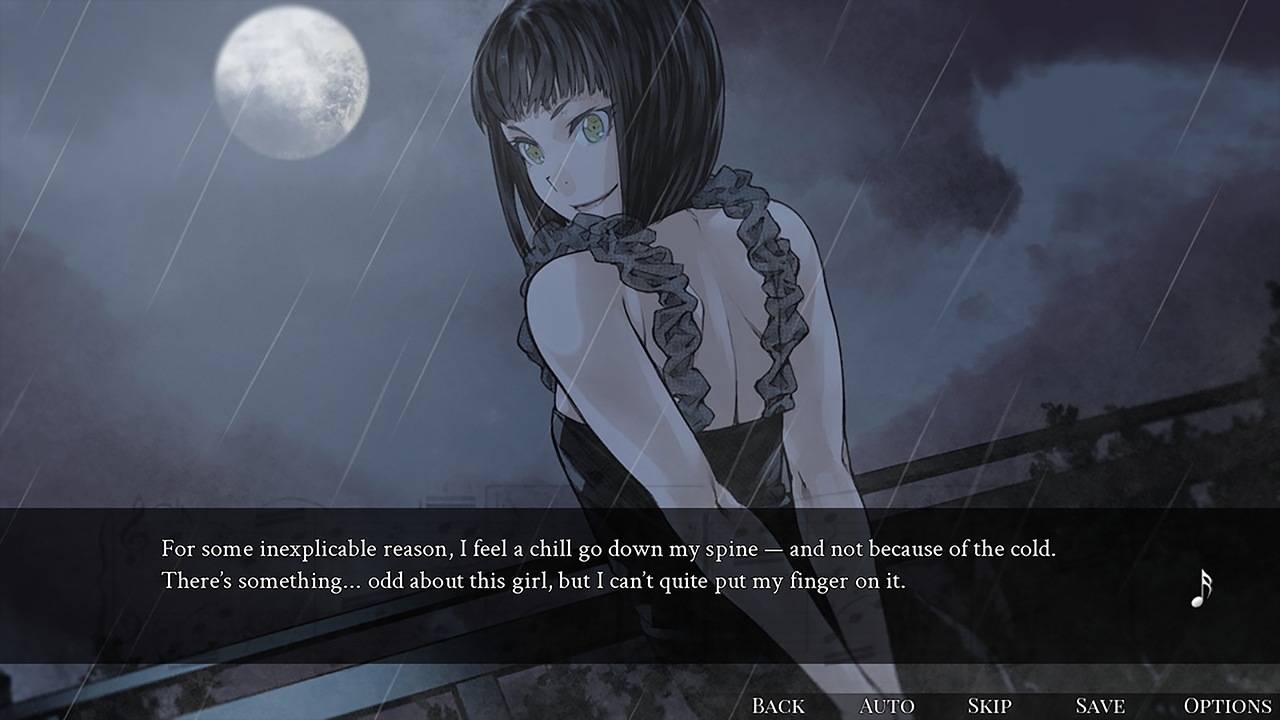 For some inexplicable reason, I feel a chill go down my spine — and not because of the cold.
There's something... odd about this girl, but I can't quite put my finger on it.
BACK AUTO SKIP SAVE OPTIONS